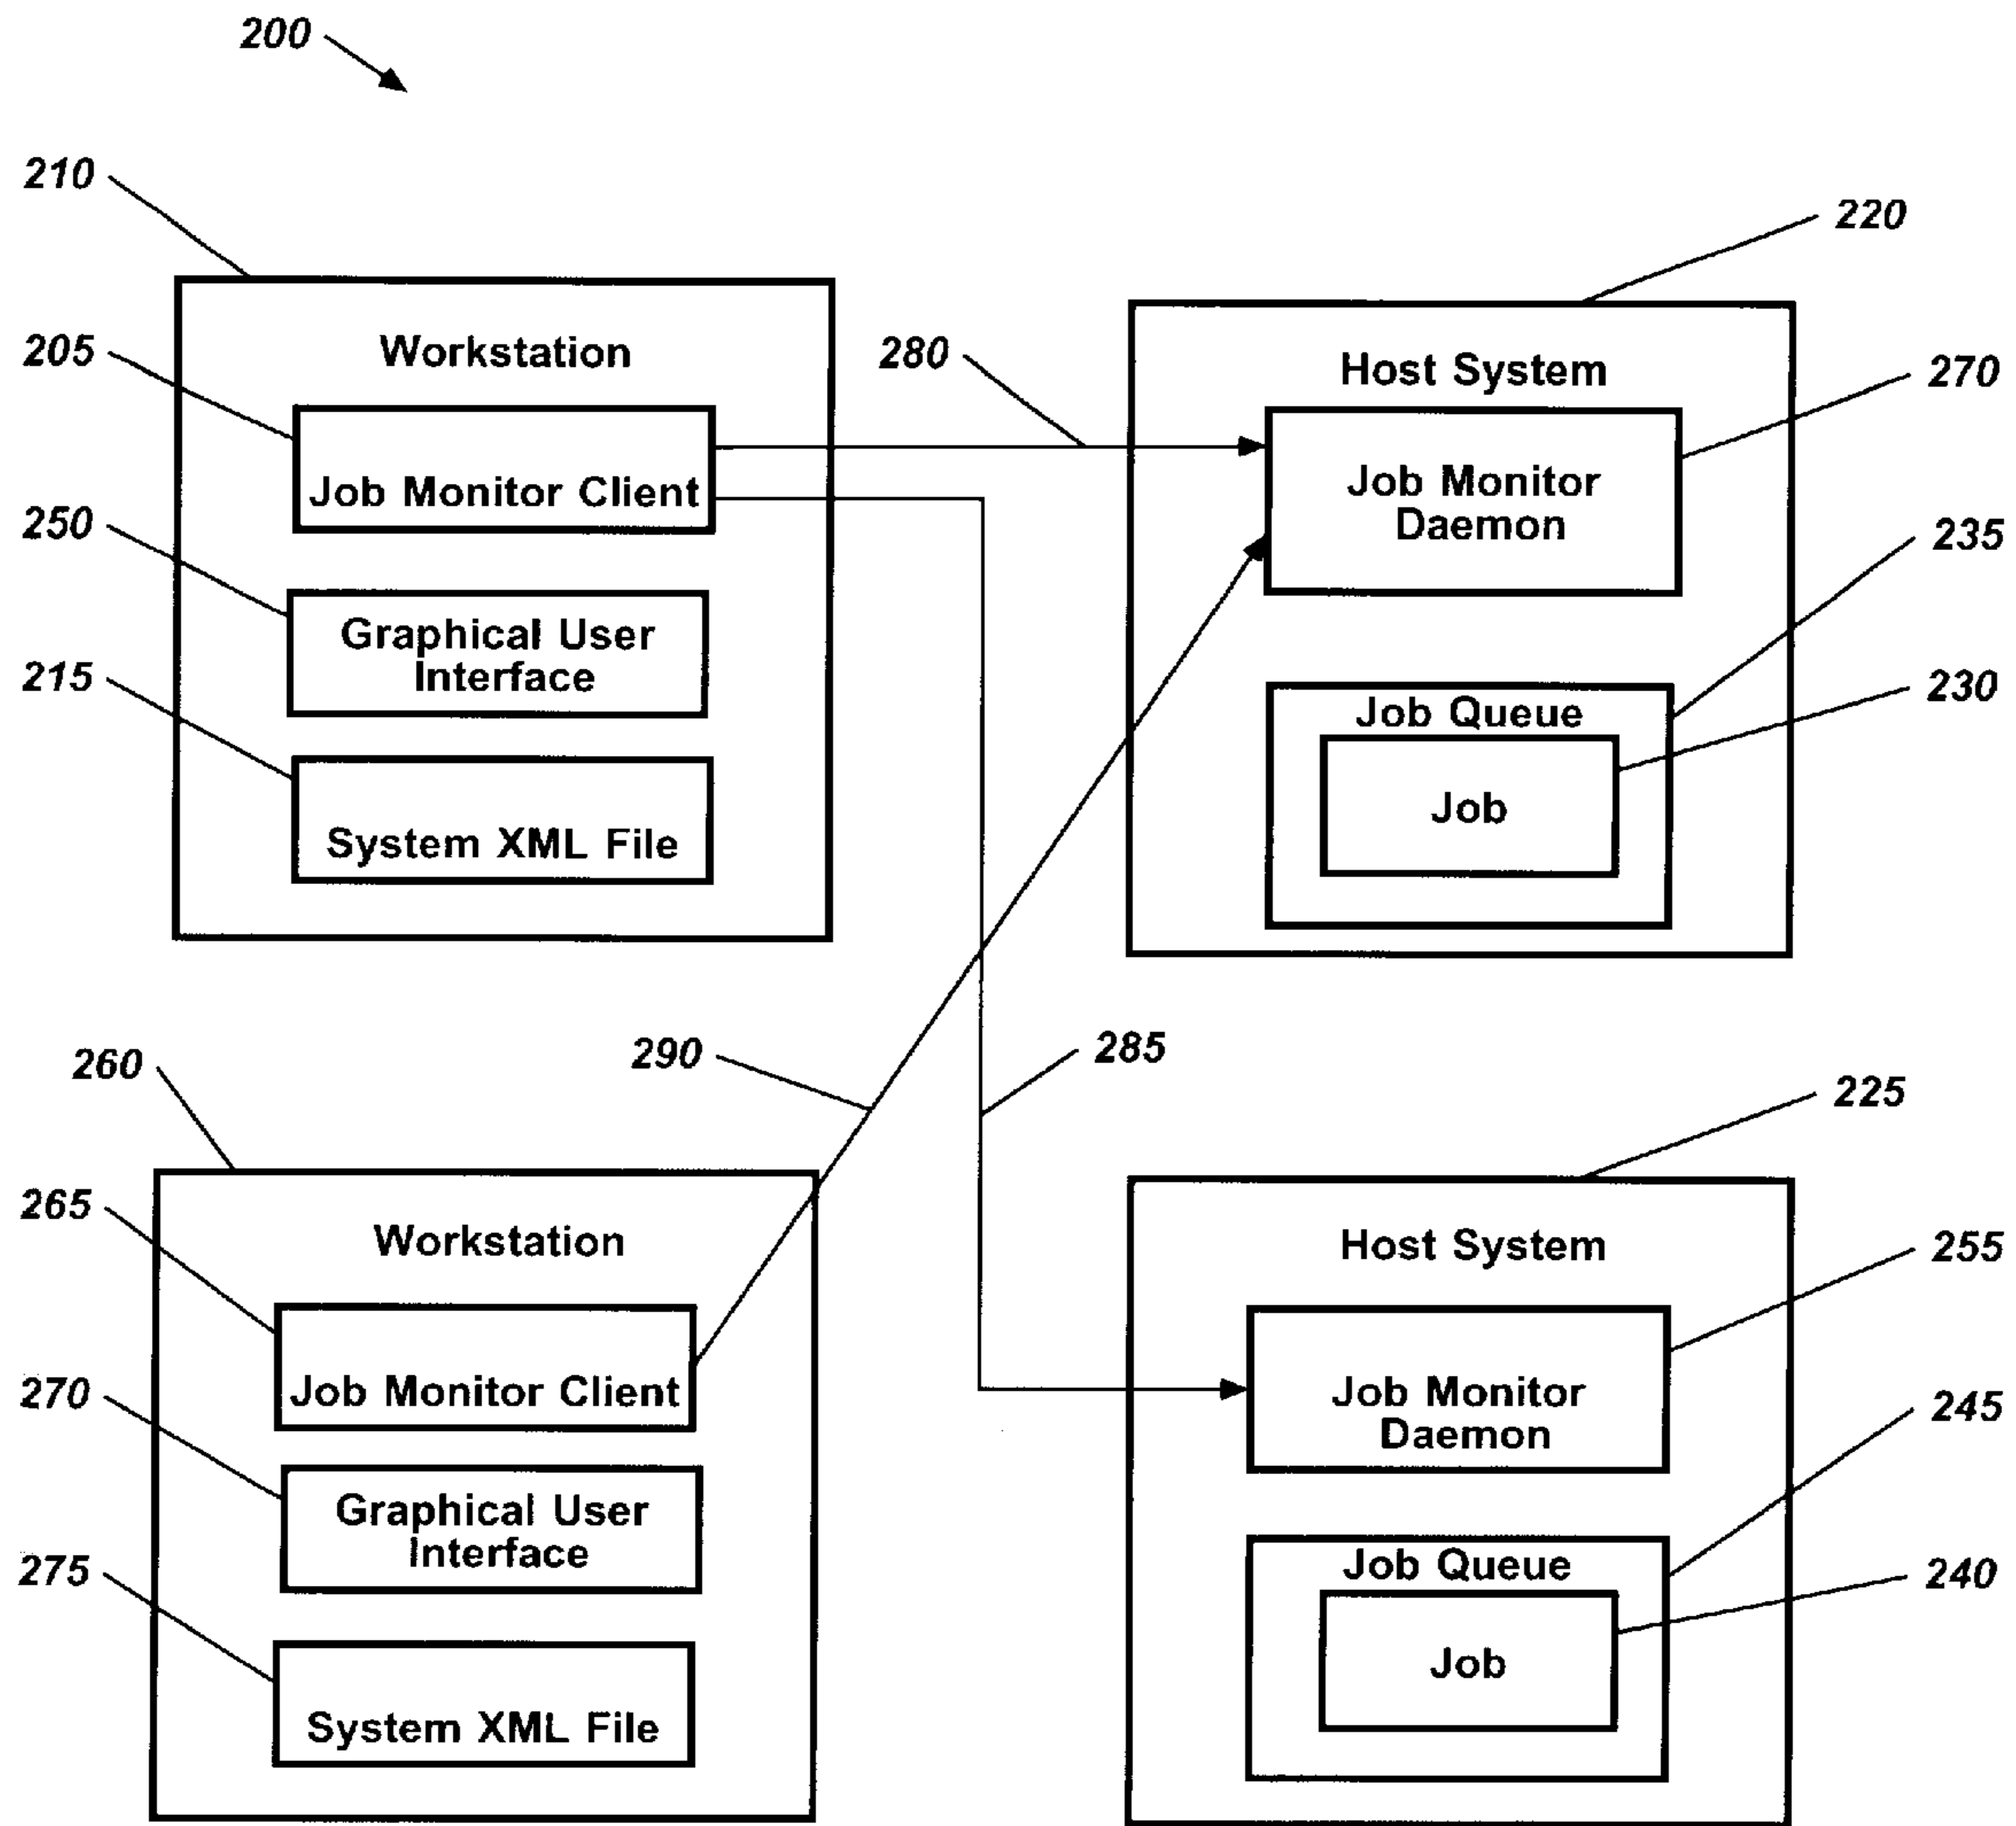 200
210
220
205
Workstation
280
Host System
270
Job Monitor Client
Job Monitor
Daemon
250
235
Graphical User
Interface
215
230
Job Queue
Job
System XML File
260
290
285
225
265
Workstation
Host System
255
Job Monitor Client
Job Monitor
Daemon
270
245
Graphical User
Interface
275
Job Queue
240
Job
System XML File